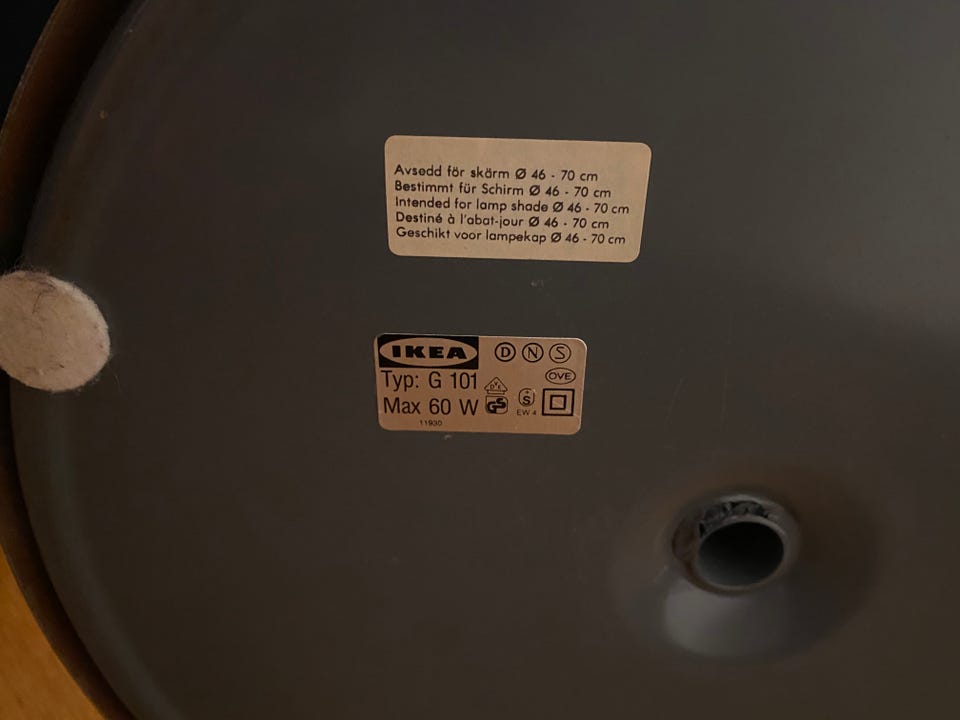 Avsedd för skärm Ø 46 - 70 cm
Bestimmt für Schirm Ø 46 - 70 cm
Intended for lamp shade Ø 46 - 70 cm
Destiné à l'abat-jour Ø 46 - 70 cm
Geschikt voor lampekap Ø 46 - 70 cm
IKEA D N S
OVE
Typ: G 101 VDE
Max 60 W GS +S
EW 4
11930